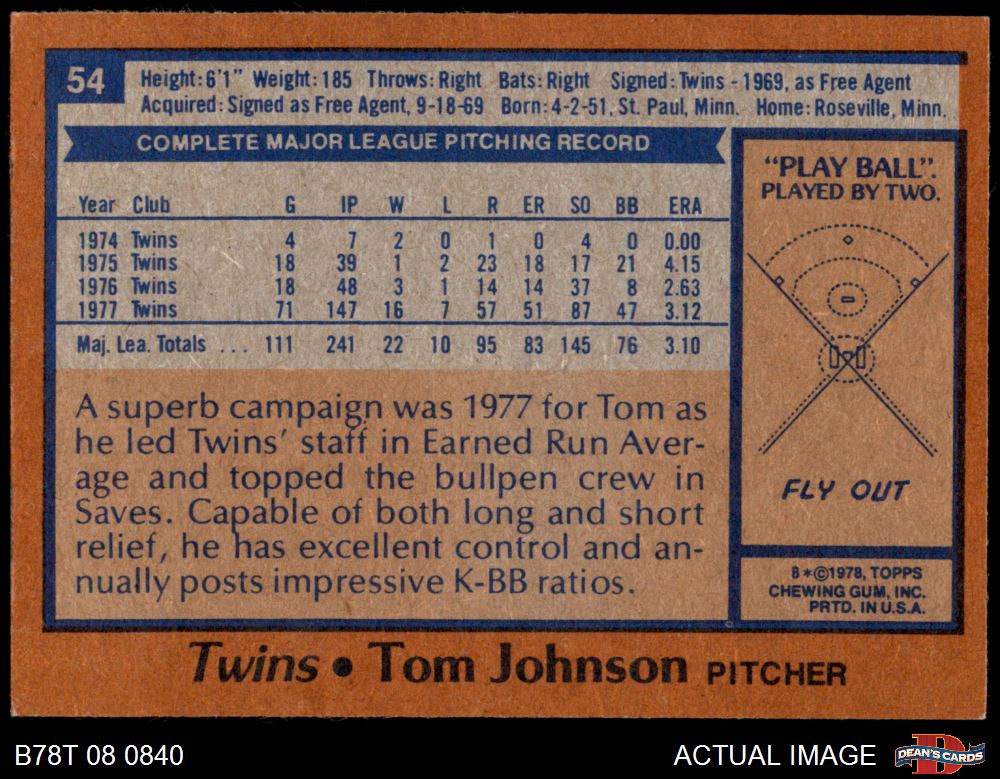 54
Height: 6'1" Weight: 185 Throws: Right Bats: Right Signed: Twins - 1969, as Free Agent
Acquired: Signed as Free Agent, 9-18-69 Born: 4-2-51, St. Paul, Minn. Home: Roseville, Minn.
COMPLETE MAJOR LEAGUE PITCHING RECORD
Year Club G IP W L R ER SO BB ERA
1974 Twins 4 7 2 0 1 0 4 0 0.00
1975 Twins 18 39 1 2 23 18 17 21 4.15
1976 Twins 18 48 3 1 14 14 37 8 2.63
1977 Twins 71 147 16 7 57 51 87 47 3.12
Maj. Lea. Totals ... 111 241 22 10 95 83 145 76 3.10
A superb campaign was 1977 for Tom as
he led Twins' staff in Earned Run Aver-
age and topped the bullpen crew in
Saves. Capable of both long and short
relief, he has excellent control and an-
nually posts impressive K-BB ratios.
"PLAY BALL":
PLAYED BY TWO.
FLY OUT
B*©1978, TOPPS
CHEWING GUM, INC.
PRTD. IN U.S.A.
Twins • Tom Johnson PITCHER
B78T 08 0840
ACTUAL IMAGE
D
DEAN'S CARDS